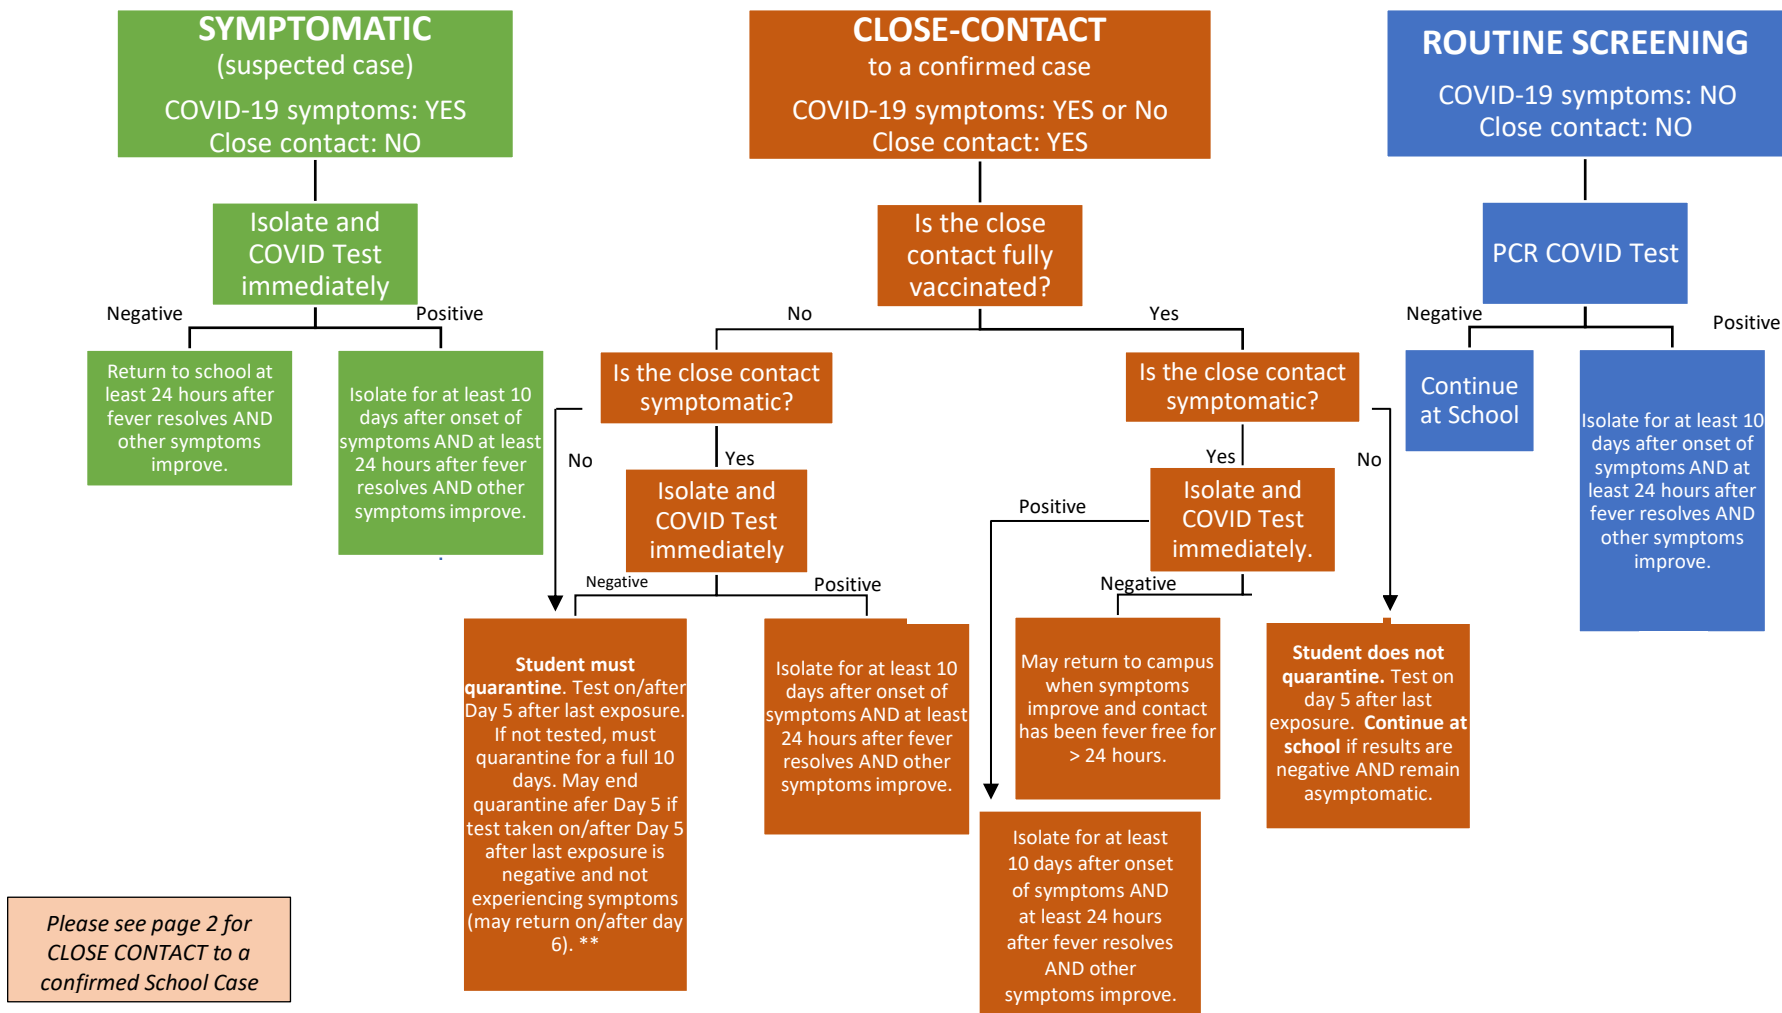 SYMPTOMATIC
(suspected case)
COVID-19 symptoms: YES
Close contact: NO
Isolate and
COVID Test
immediately
Negative
Positive
Return to school at
least 24 hours after
fever resolves AND
other symptoms
improve.
Isolate for at least 10
days after onset of
symptoms AND at least
24 hours after fever
resolves AND other
symptoms improve.
CLOSE-CONTACT
to a confirmed case
COVID-19 symptoms: YES or No
Close contact: YES
Is the close
contact fully
vaccinated?
No
Yes
Is the close contact
symptomatic?
No
Yes
Isolate and
COVID Test
immediately
Negative
Positive
Student must
quarantine. Test on/after
Day 5 after last exposure.
If not tested, must
quarantine for a full 10
days. May end
quarantine afer Day 5 if
test taken on/after Day 5
after last exposure is
negative and not
experiencing symptoms
(may return on/after day
6). **
Isolate for at least 10
days after onset of
symptoms AND at least
24 hours after fever
resolves AND other
symptoms improve.
Is the close contact
symptomatic?
Yes
No
Isolate and
COVID Test
immediately.
Positive
Negative
Isolate for at least
10 days after onset
of symptoms AND
at least 24 hours
after fever resolves
AND other
symptoms improve.
May return to campus
when symptoms
improve and contact
has been fever free for
> 24 hours.
Student does not
quarantine. Test on
day 5 after last
exposure. Continue at
school if results are
negative AND remain
asymptomatic.
ROUTINE SCREENING
COVID-19 symptoms: NO
Close contact: NO
PCR COVID Test
Negative
Positive
Continue
at School
Isolate for at least 10
days after onset of
symptoms AND at
least 24 hours after
fever resolves AND
other symptoms
improve.
Please see page 2 for
CLOSE CONTACT to a
confirmed School Case